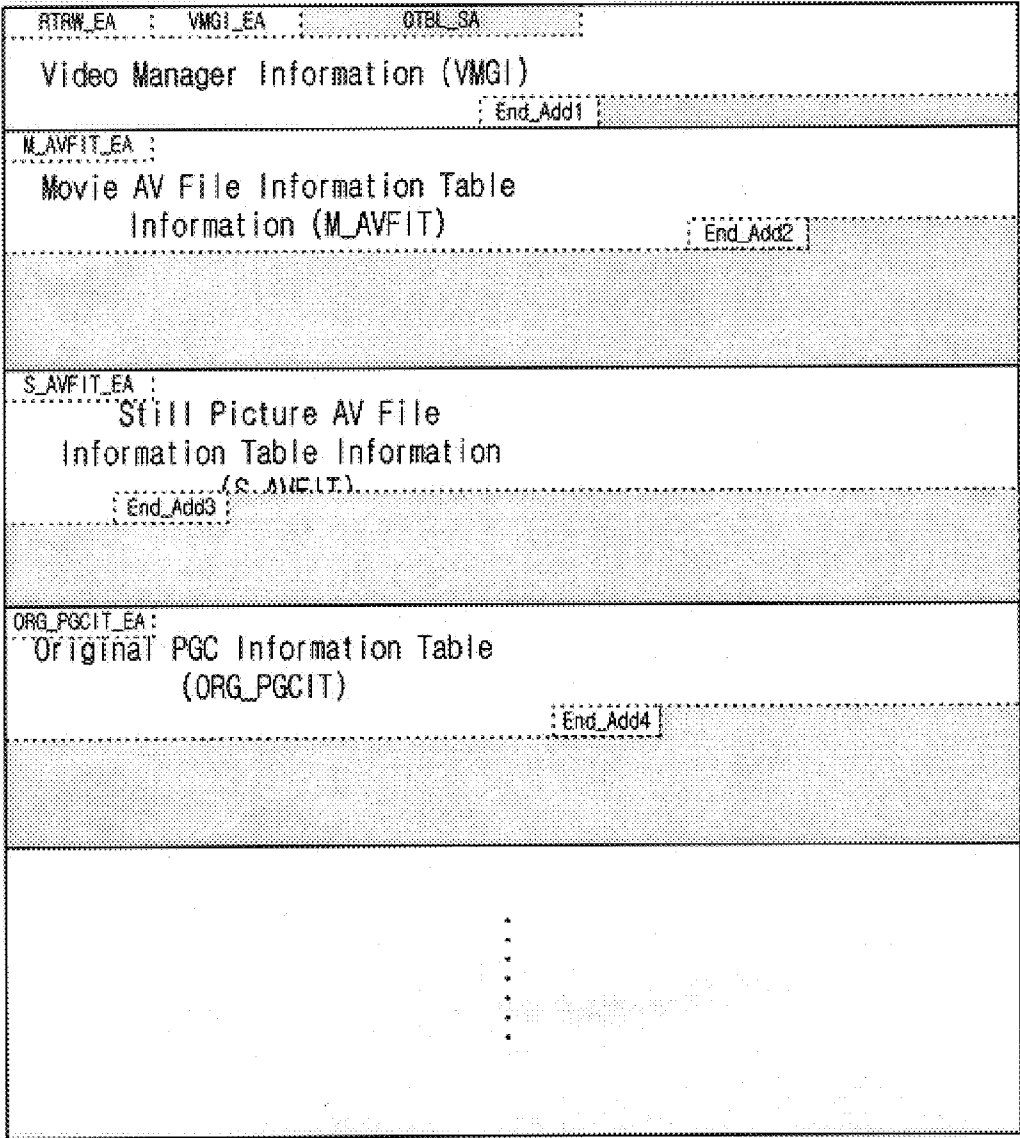 RTRW_EA VMGI_EA OTBL_SA
Video Manager Information (VMGI)
End_Add1
M_AVFIT_EA
Movie AV File Information Table
Information (M_AVFIT)
End_Add2
S_AVFIT_EA
Still Picture AV File
Information Table Information
(S_AVFIT)
End_Add3
ORG_PGCIT_EA
Original PGC Information Table
(ORG_PGCIT)
End_Add4